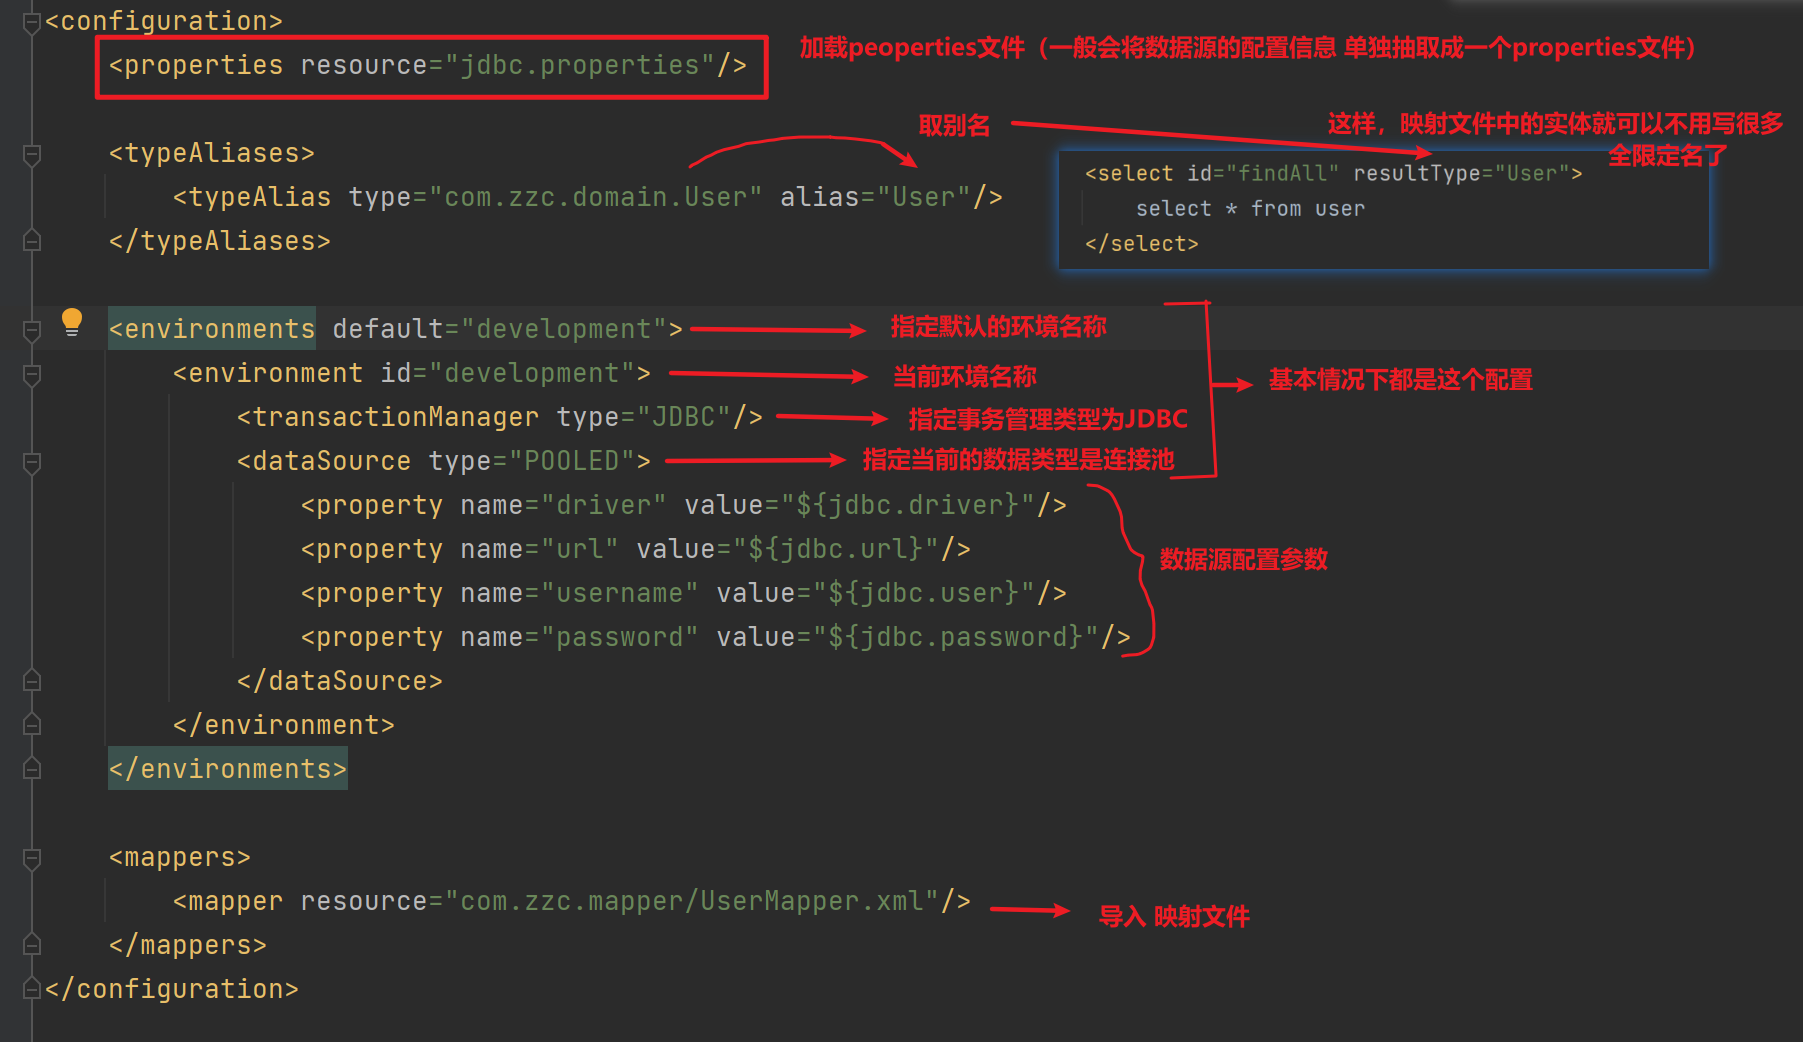 <configuration>
<properties resource="jdbc.properties"/>
加载peoperties文件（一般会将数据源的配置信息 单独抽取成一个properties文件）
取别名
这样，映射文件中的实体就可以不用写很多
全限定名了
<typeAliases>
<typeAlias type="com.zzc.domain.User" alias="User"/>
</typeAliases>
<select id="findAll" resultType="User">
select * from user
</select>
<environments default="development">
指定默认的环境名称
<environment id="development">
当前环境名称
基本情况下都是这个配置
<transactionManager type="JDBC"/>
指定事务管理类型为JDBC
<dataSource type="POOLED">
指定当前的数据类型是连接池
<property name="driver" value="${jdbc.driver}"/>
<property name="url" value="${jdbc.url}"/>
数据源配置参数
<property name="username" value="${jdbc.user}"/>
<property name="password" value="${jdbc.password}"/>
</dataSource>
</environment>
</environments>
<mappers>
<mapper resource="com.zzc.mapper/UserMapper.xml"/>
导入 映射文件
</mappers>
</configuration>